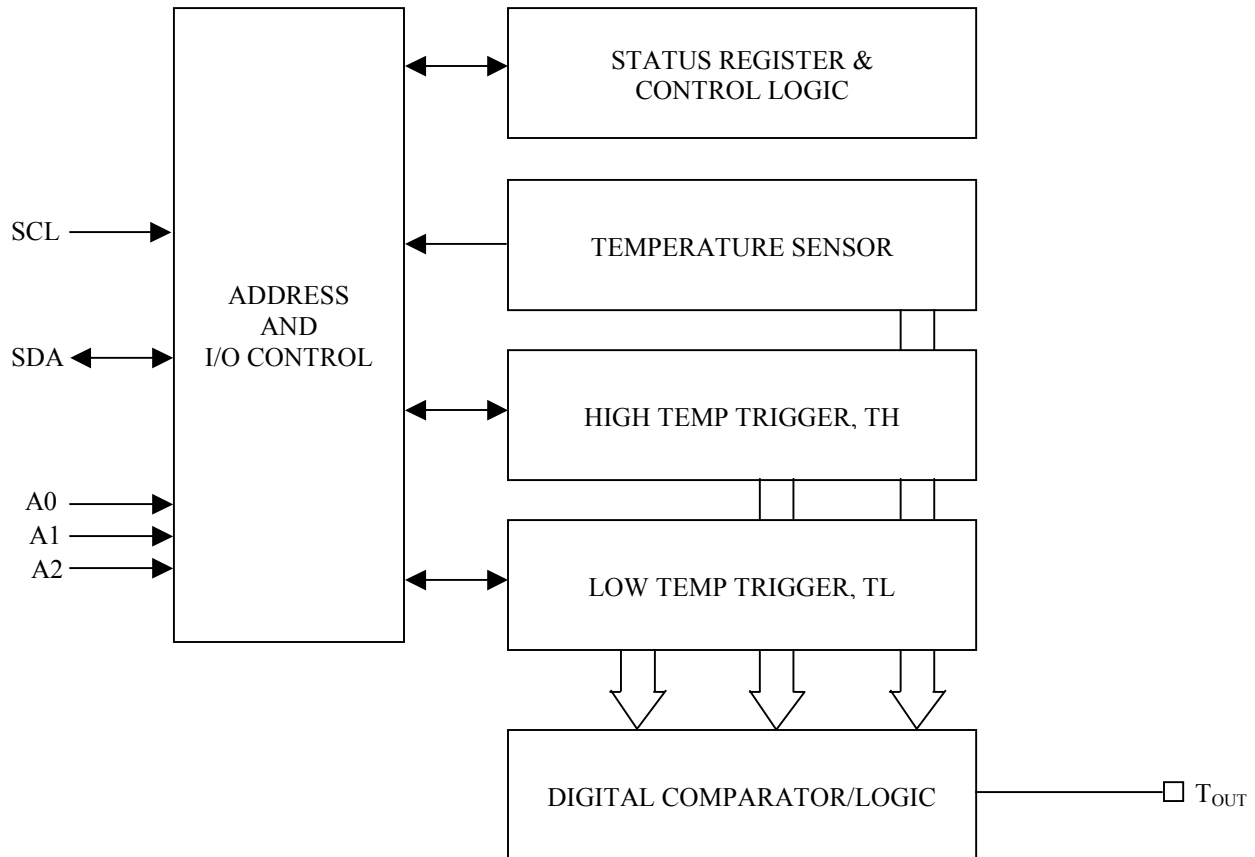 STATUS REGISTER &
CONTROL LOGIC
SCL
TEMPERATURE SENSOR
ADDRESS
AND
I/O CONTROL
SDA
HIGH TEMP TRIGGER, TH
A0
A1
A2
LOW TEMP TRIGGER, TL
DIGITAL COMPARATOR/LOGIC
TOUT